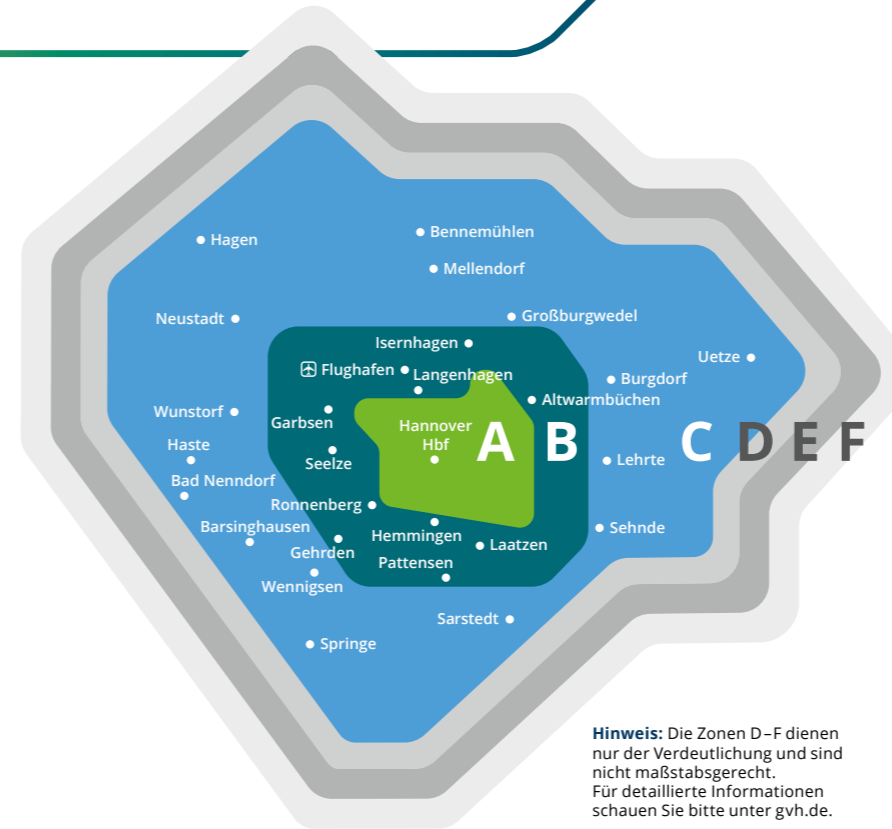 Hagen
Bennemühlen
Mellendorf
Neustadt
Großburgwedel
Isernhagen
Uetze
Flughafen
Langenhagen
Burgdorf
Altwarmbüchen
Wunstorf
Garbsen
Hannover
Hbf
A B C D E F
Haste
Seelze
Lehrte
Bad Nenndorf
Ronnenberg
Barsinghausen
Hemmingen
Sehnde
Gehrden
Laatzen
Pattensen
Wennigsen
Sarstedt
Springe
Hinweis: Die Zonen D–F dienen
nur der Verdeutlichung und sind
nicht maßstabsgerecht.
Für detaillierte Informationen
schauen Sie bitte unter gvh.de.